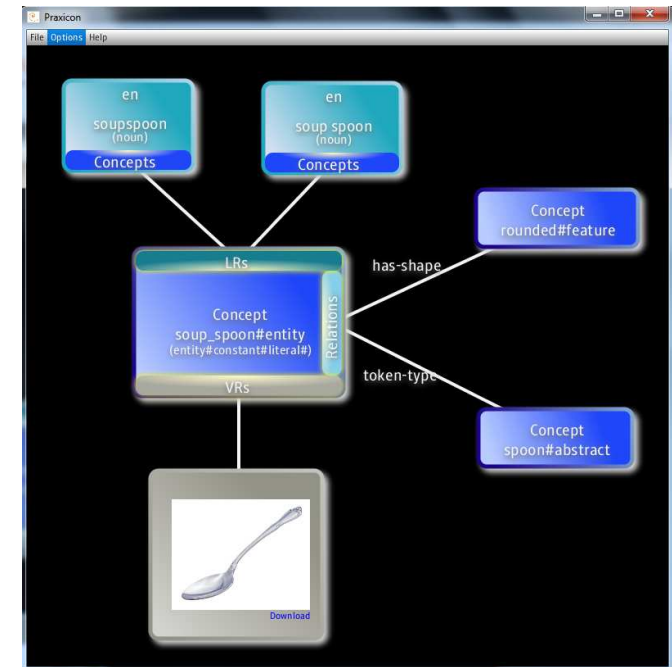 Praxicon
File Options Help
en
soupspoon
(noun)
Concepts
en
soup spoon
(noun)
Concepts
Concept
rounded#feature
has-shape
LRs
Concept
soup_spoon#entity
(entity#constant#literal#)
Relations
VRs
token-type
Concept
spoon#abstract
Download